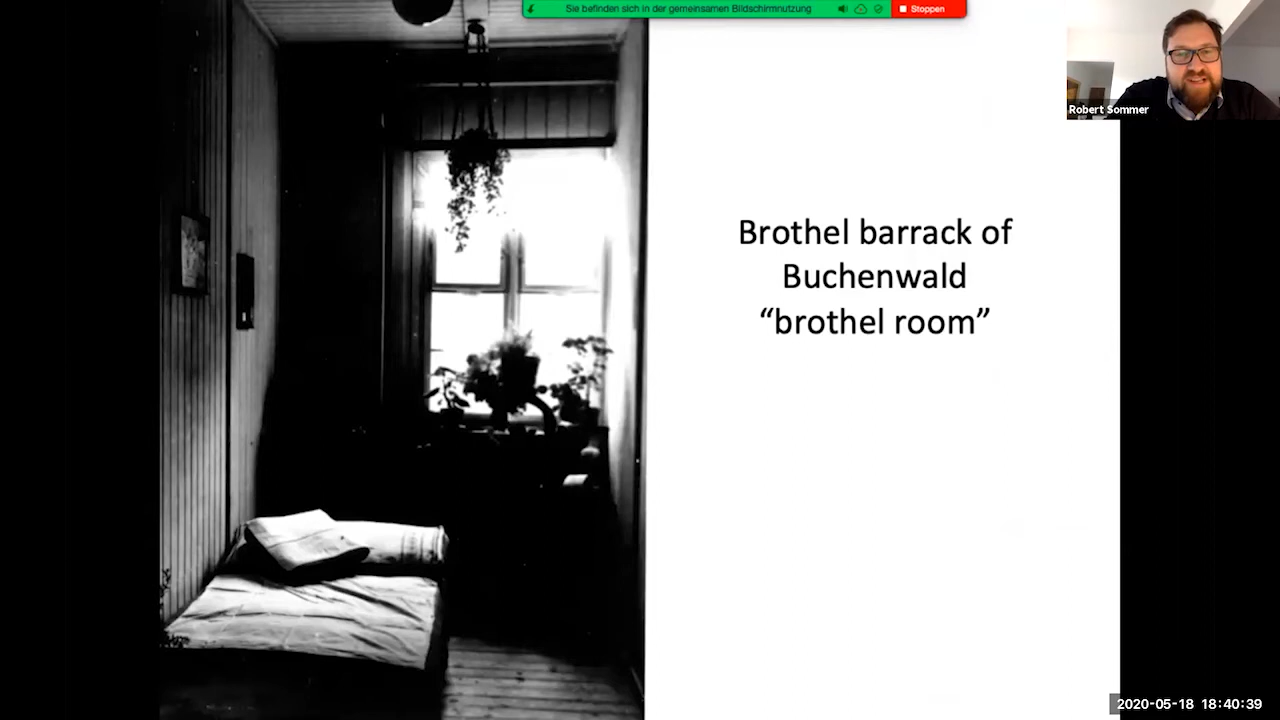 Sie befinden sich in der gemeinsamen Bildschirmnutzung
Stoppen
Robert Sommer
Brothel barrack of
Buchenwald
“brothel room”
2020-05-18 18:40:39